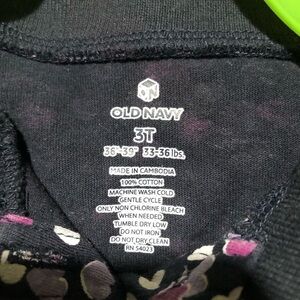 OLD NAVY
3T
36"-39" 33-36 lbs.
MADE IN CAMBODIA
100% COTTON
MACHINE WASH COLD
GENTLE CYCLE
ONLY NON CHLORINE BLEACH
WHEN NEEDED
TUMBLE DRY LOW
DO NOT IRON
DO NOT DRY CLEAN
RN 54023